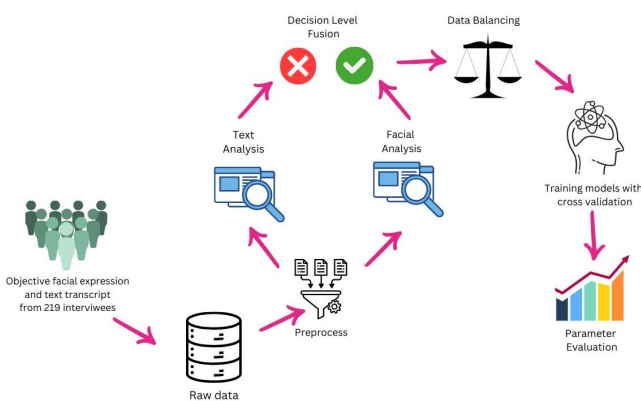 Decision Level
Fusion
Data Balancing
Text
Analysis
Facial
Analysis
Training models with
cross validation
Objective facial expression
and text transcript
from 219 interwiwees
Preprocess
Parameter
Evaluation
Raw data